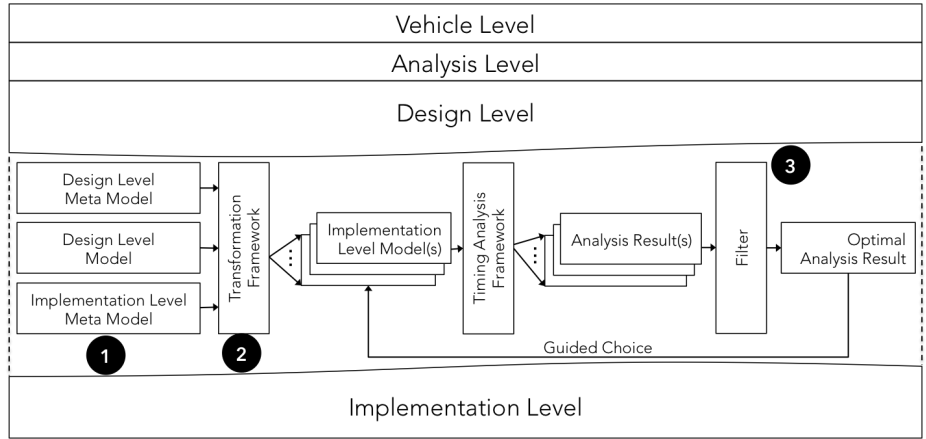 Vehicle Level
Analysis Level
Design Level
3
Design Level
Meta Model
Design Level
Model
Implementation Level
Meta Model
1
Transformation
Framework
2
Implementation
Level Model(s)
Timing Analysis
Framework
Analysis Result(s)
Filter
Optimal
Analysis Result
Guided Choice
Implementation Level